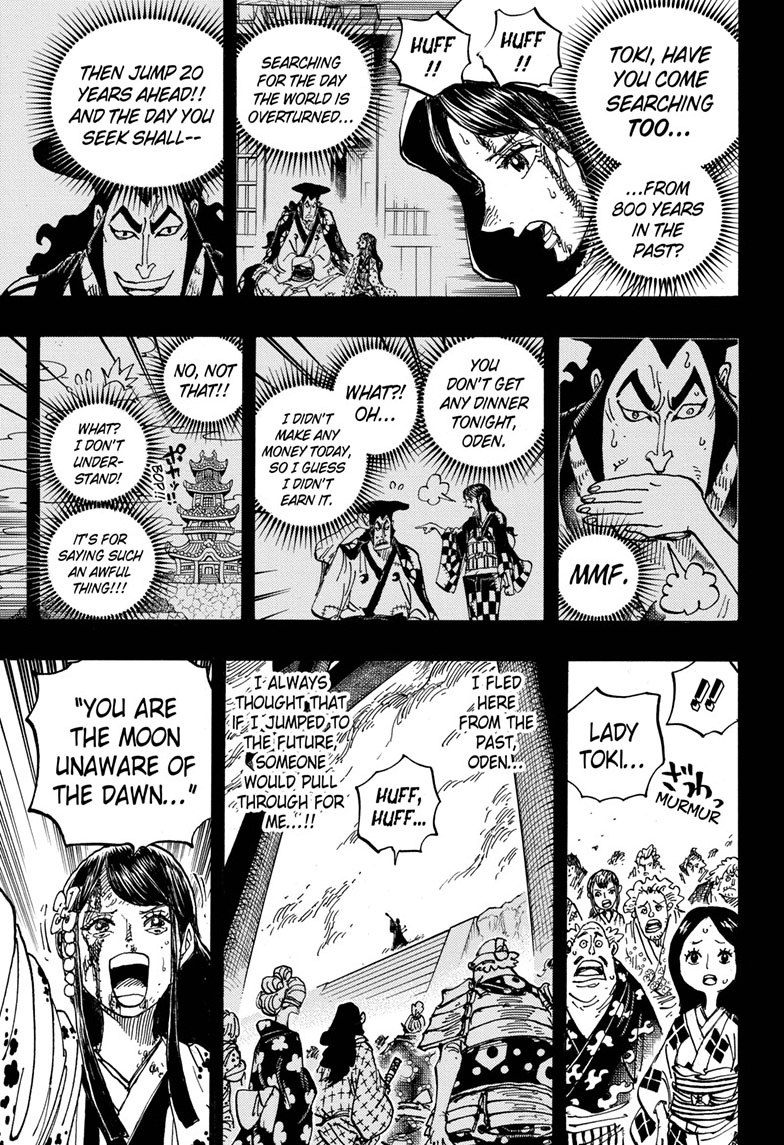 TOKI, HAVE
YOU COME
SEARCHING
TOO...
...FROM
800 YEARS
IN THE
PAST?
HUFF
!!
HUFF
!!
SEARCHING
FOR THE DAY
THE WORLD IS
OVERTURNED...
THEN JUMP 20
YEARS AHEAD!!
AND THE DAY YOU
SEEK SHALL--
MMF.
YOU
DON'T GET
ANY DINNER
TONIGHT,
ODEN.
WHAT?!
OH...
I DIDN'T
MAKE ANY
MONEY TODAY,
SO I GUESS
I DIDN'T
EARN IT.
NO, NOT
THAT!!
BOP!!!
WHAT?
I DON'T
UNDER-
STAND!
IT'S FOR
SAYING SUCH
AN AWFUL
THING!!!
!!
LADY
TOKI...
ざわっ
MURMUR
I FLED
HERE
FROM THE
PAST,
ODEN...
I ALWAYS
THOUGHT THAT
IF I JUMPED TO
THE FUTURE,
SOMEONE
WOULD PULL
THROUGH FOR
ME...!!
HUFF,
HUFF...
"YOU ARE
THE MOON
UNAWARE OF
THE DAWN..."